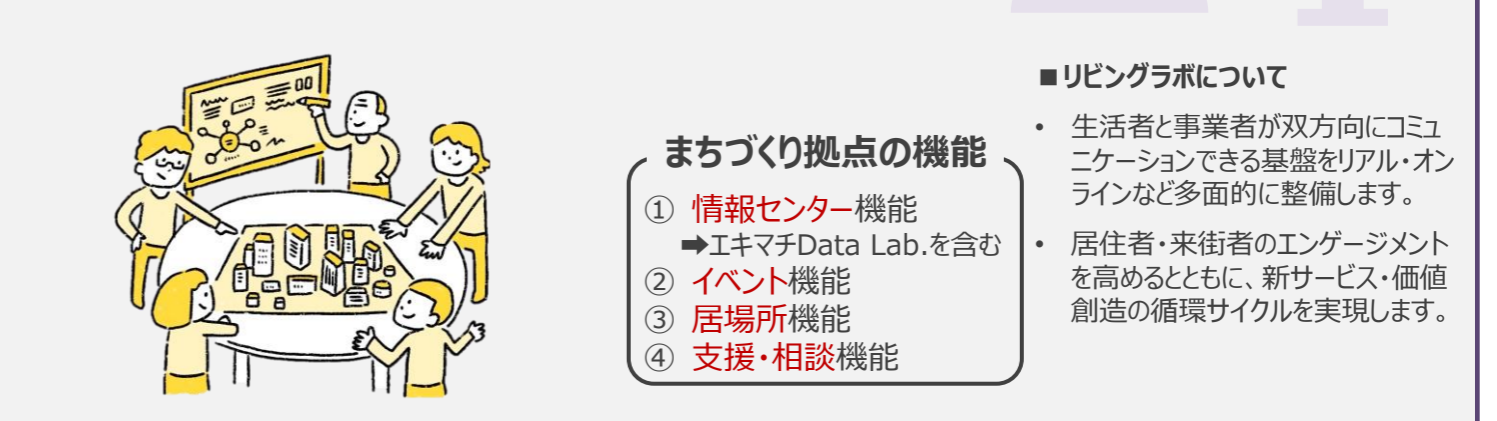 まちづくり拠点の機能
① 情報センター機能
➡エキマチData Lab.を含む
② イベント機能
③ 居場所機能
④ 支援・相談機能
■リビングラボについて
• 生活者と事業者が双方向にコミュ
ニケーションできる基盤をリアル・オン
ラインなど多面的に整備します。
• 居住者・来街者のエンゲージメント
を高めるとともに、新サービス・価値
創造の循環サイクルを実現します。